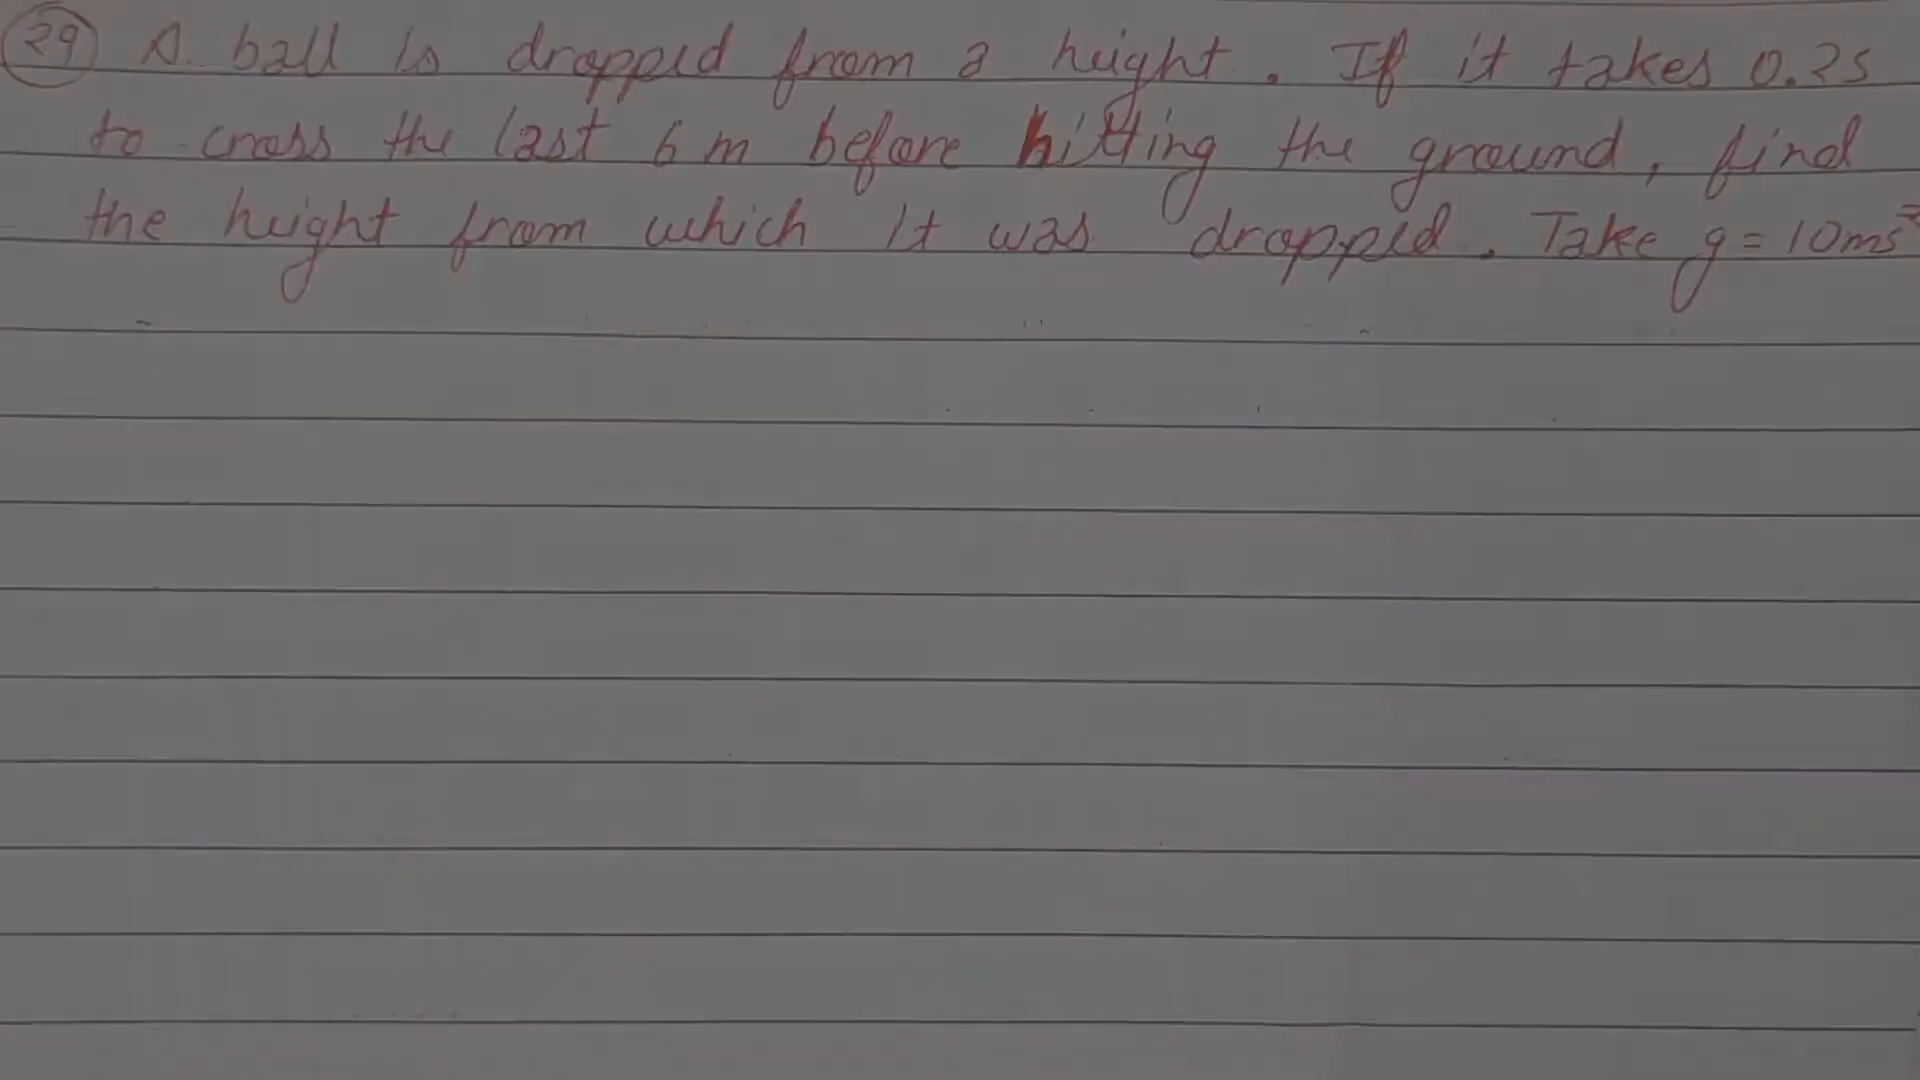 29 A ball is dropped from a height. If it takes 0.2s
to cross the last 6 m before hitting the ground, find
the height from which it was dropped. Take g = 10ms⁻²